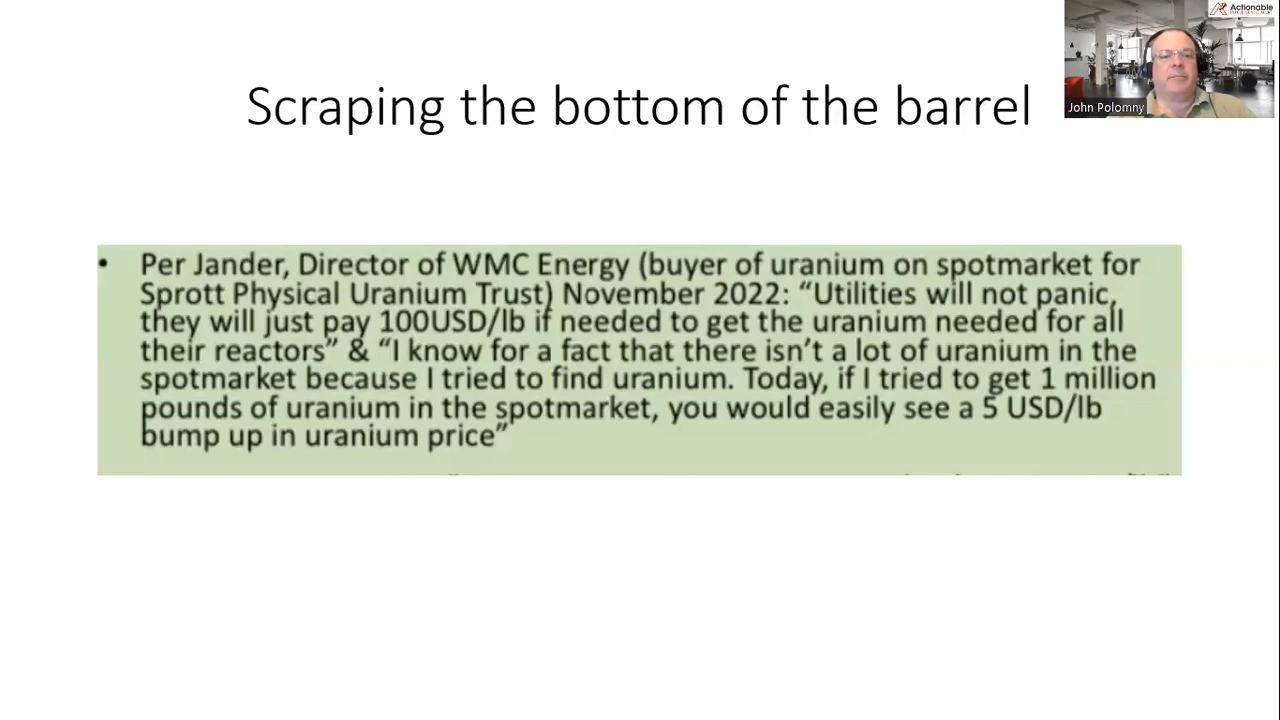 Actionable
John Polomny
Scraping the bottom of the barrel
• Per Jander, Director of WMC Energy (buyer of uranium on spotmarket for
Sprott Physical Uranium Trust) November 2022: “Utilities will not panic,
they will just pay 100USD/lb if needed to get the uranium needed for all
their reactors” & “I know for a fact that there isn’t a lot of uranium in the
spotmarket because I tried to find uranium. Today, if I tried to get 1 million
pounds of uranium in the spotmarket, you would easily see a 5 USD/lb
bump up in uranium price”